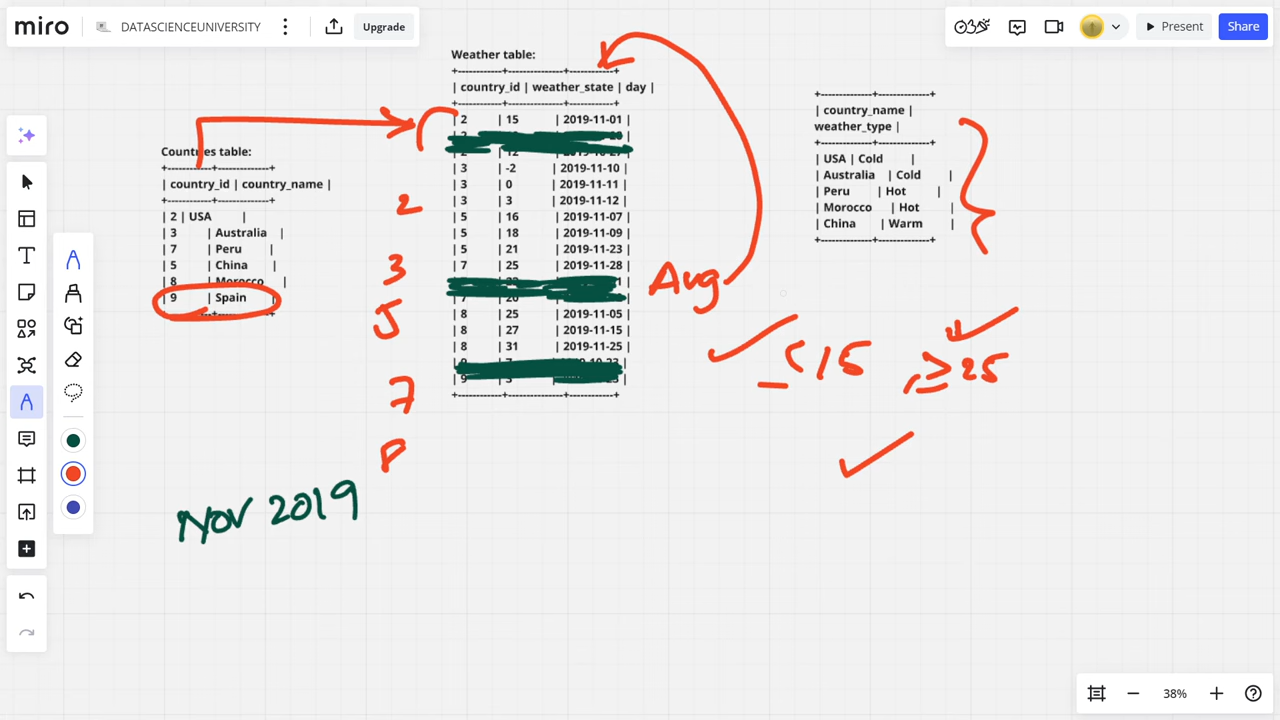 miro
DATASCIENCEUNIVERSITY
Upgrade
Present
Share
Weather table:
+-----------+--------------+------------+
| country_id | weather_state | day |
+-----------+--------------+------------+
| 2 | 15 | 2019-11-01
| 3 | -2 | 2019-11-10 |
| 3 | 0 | 2019-11-11 |
| 3 | 3 | 2019-11-12 |
| 5 | 16 | 2019-11-07 |
| 5 | 18 | 2019-11-09 |
| 5 | 21 | 2019-11-23 |
| 7 | 25 | 2019-11-28 |
| 8 | 25 | 2019-11-05 |
| 8 | 27 | 2019-11-15 |
| 8 | 31 | 2019-11-25 |
+-----------+--------------+------------+
Countries table:
+-----------+--------------+
| country_id | country_name |
+-----------+--------------+
| 2 | USA |
| 3 | Australia |
| 7 | Peru |
| 5 | China |
| 8 | Morocco |
| 9 | Spain |
+-----------+--------------+
2
3
5
7
8
Aug
+--------------+-------------+
| country_name |
weather_type |
+--------------+-------------+
| USA | Cold |
| Australia | Cold |
| Peru | Hot |
| Morocco | Hot |
| China | Warm |
+--------------+-------------+
≤ 15
≥ 25
NOV 2019
38%